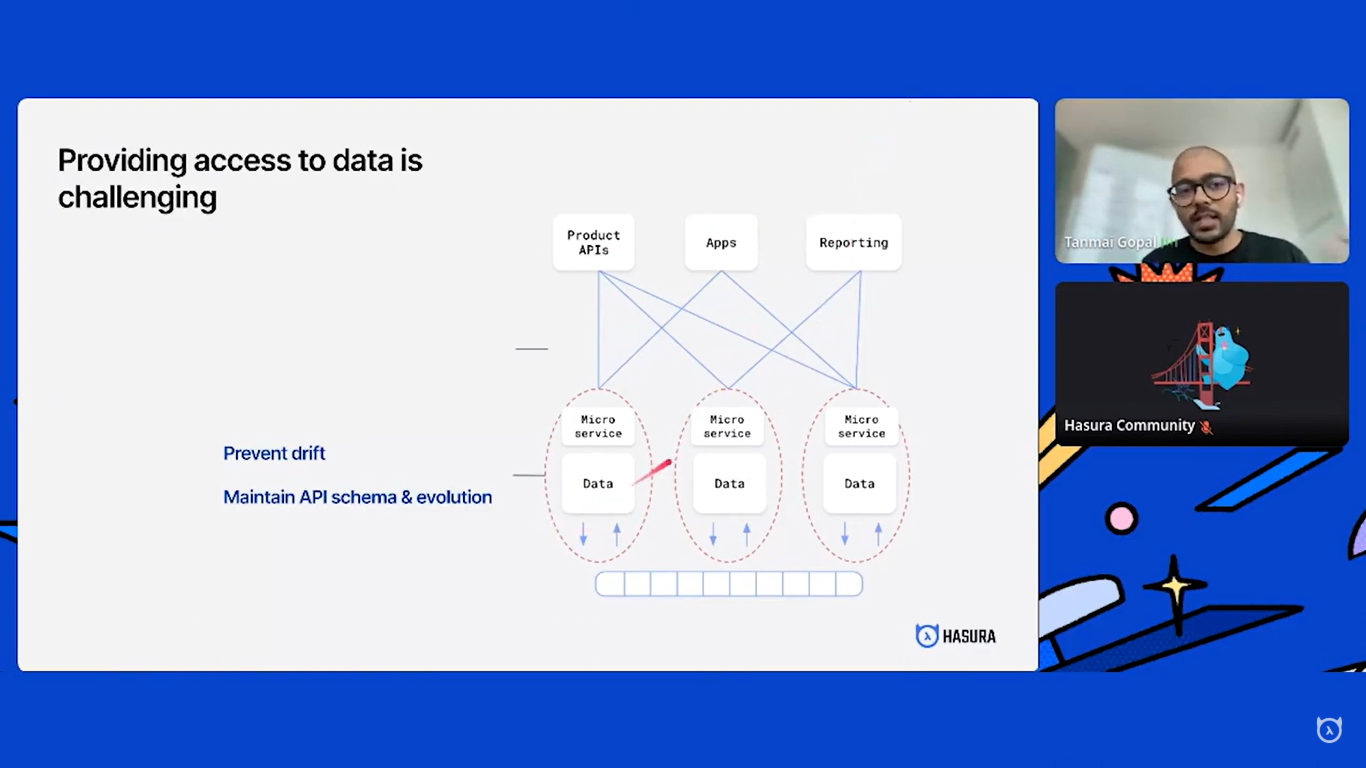 Providing access to data is
challenging
Product
APIs
Apps
Reporting
Prevent drift
Maintain API schema & evolution
Micro
service
Data
Micro
service
Data
Micro
service
Data
HASURA
Tanmai Gopal
Hasura Community